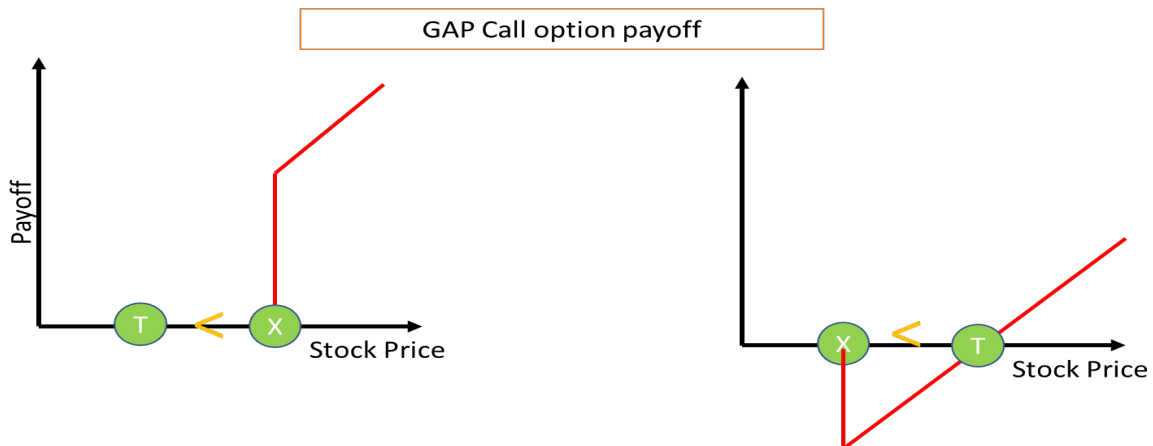 GAP Call option payoff
Payoff
T < X
Stock Price
X < T
Stock Price